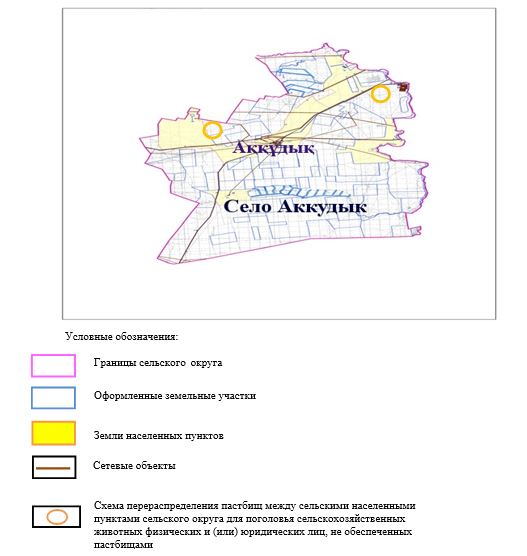 Аққұдық
Село Аккудык
Условные обозначения:
Границы сельского округа
Оформленные земельные участки
Земли населенных пунктов
Сетевые объекты
Схема перераспределения пастбищ между сельскими населенными
пунктами сельского округа для поголовья сельскохозяйственных
животных физических и (или) юридических лиц, не обеспеченных
пастбищами